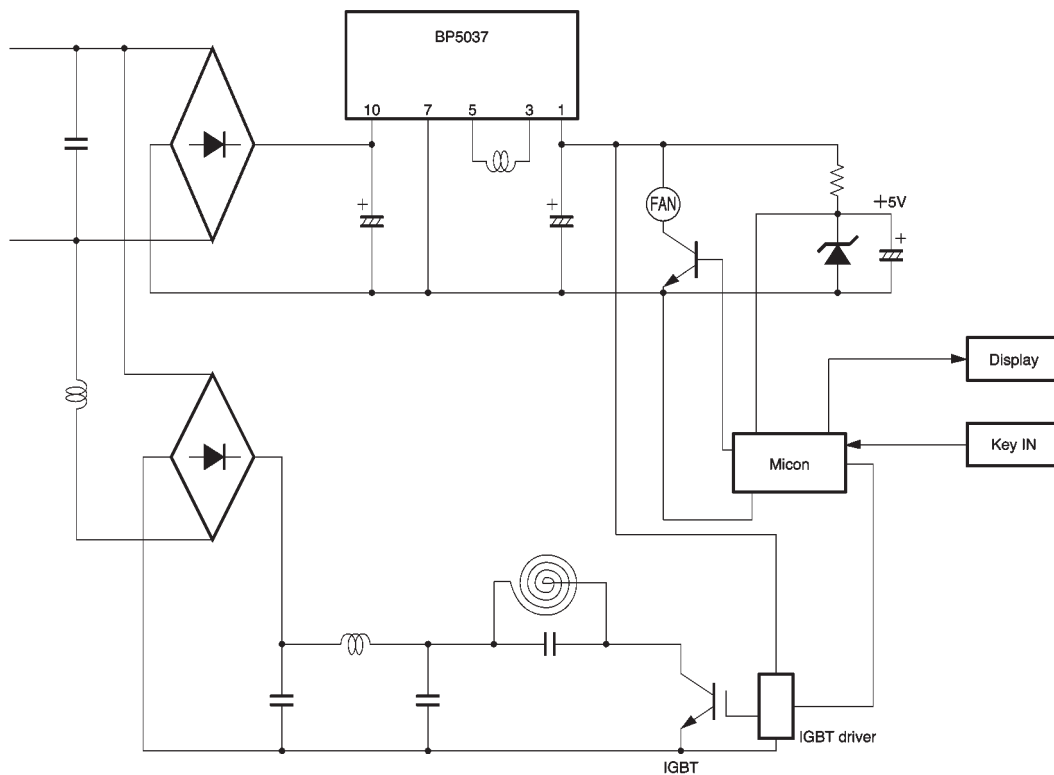 BP5037
10 7 5 3 1
+ +
FAN
+5V
+
Display
Key IN
Micon
IGBT driver
IGBT